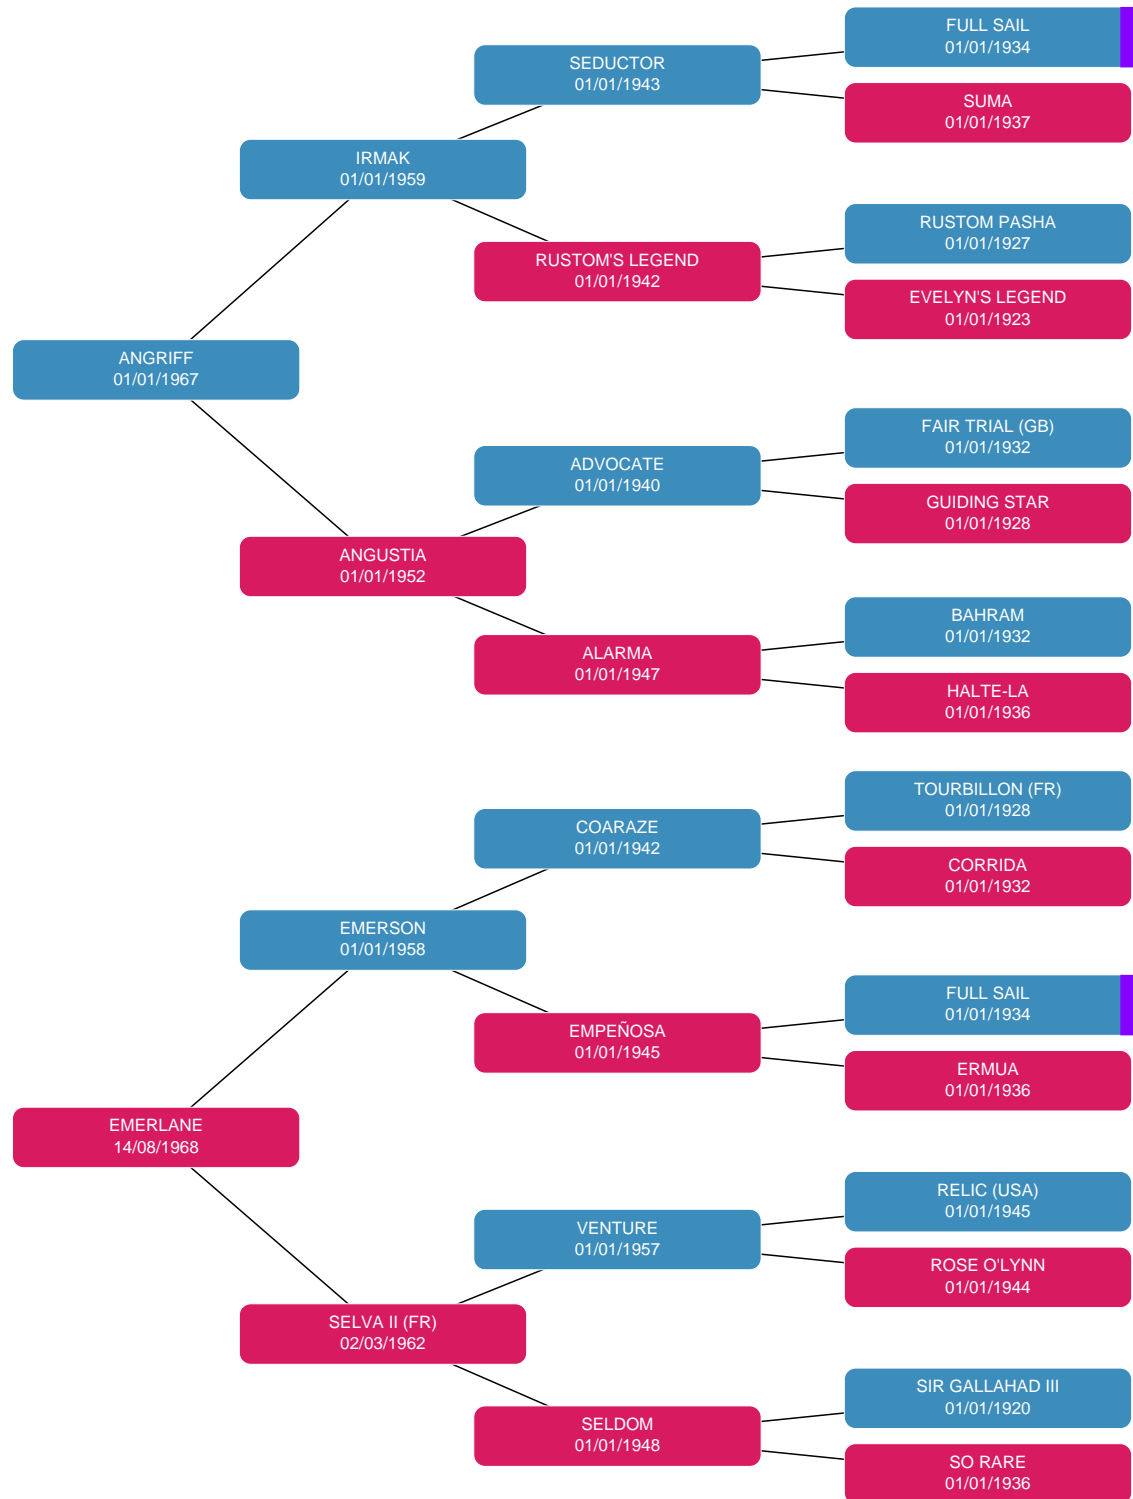 FULL SAIL
01/01/1934
SEDUCTOR
01/01/1943
SUMA
01/01/1937
IRMAK
01/01/1959
RUSTOM PASHA
01/01/1927
RUSTOM'S LEGEND
01/01/1942
EVELYN'S LEGEND
01/01/1923
ANGRIFF
01/01/1967
FAIR TRIAL (GB)
01/01/1932
ADVOCATE
01/01/1940
GUIDING STAR
01/01/1928
ANGUSTIA
01/01/1952
BAHRAM
01/01/1932
ALARMA
01/01/1947
HALTE-LA
01/01/1936
TOURBILLON (FR)
01/01/1928
COARAZE
01/01/1942
CORRIDA
01/01/1932
EMERSON
01/01/1958
FULL SAIL
01/01/1934
EMPEÑOSA
01/01/1945
ERMUA
01/01/1936
EMERLANE
14/08/1968
RELIC (USA)
01/01/1945
VENTURE
01/01/1957
ROSE O'LYNN
01/01/1944
SELVA II (FR)
02/03/1962
SIR GALLAHAD III
01/01/1920
SELDOM
01/01/1948
SO RARE
01/01/1936